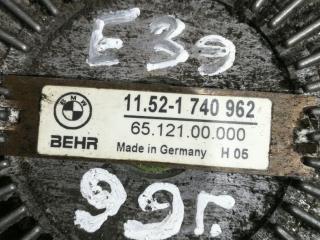 E39
BMW
11.52-1 740 962
BEHR
65.121.00.000
Made in Germany H 05
99г.